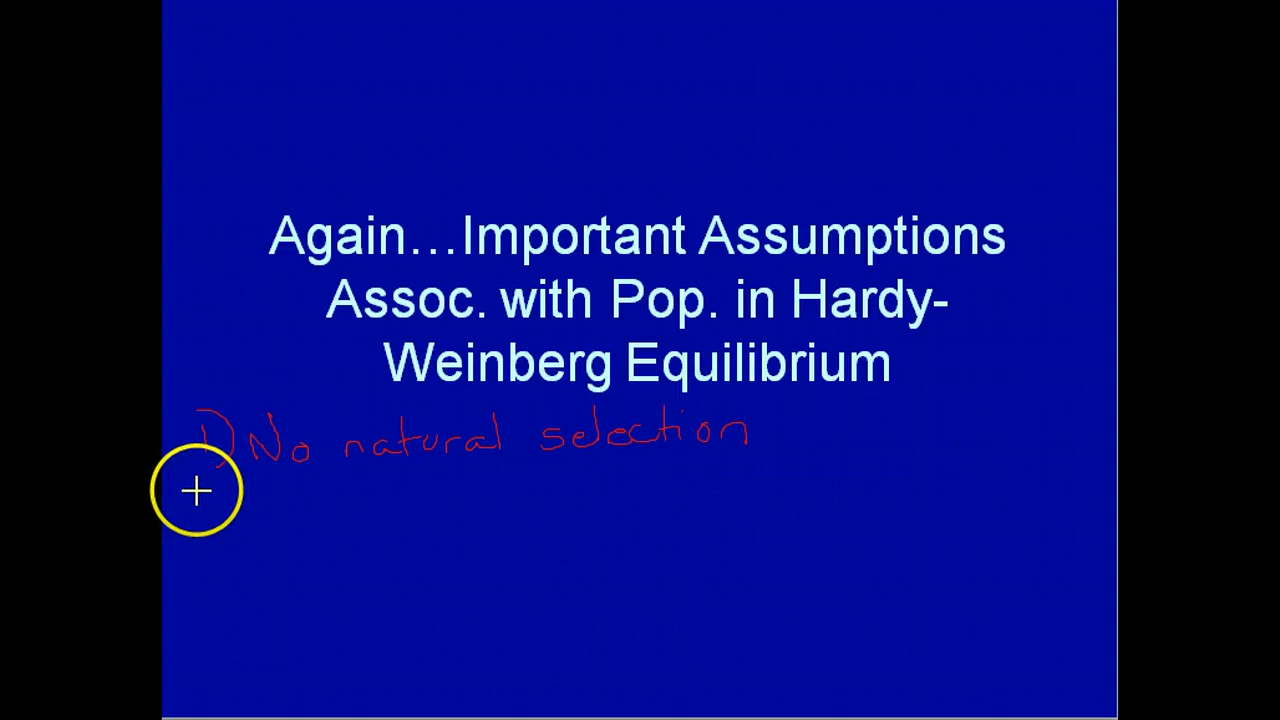 Again…Important Assumptions
Assoc. with Pop. in Hardy-
Weinberg Equilibrium
1) No natural selection